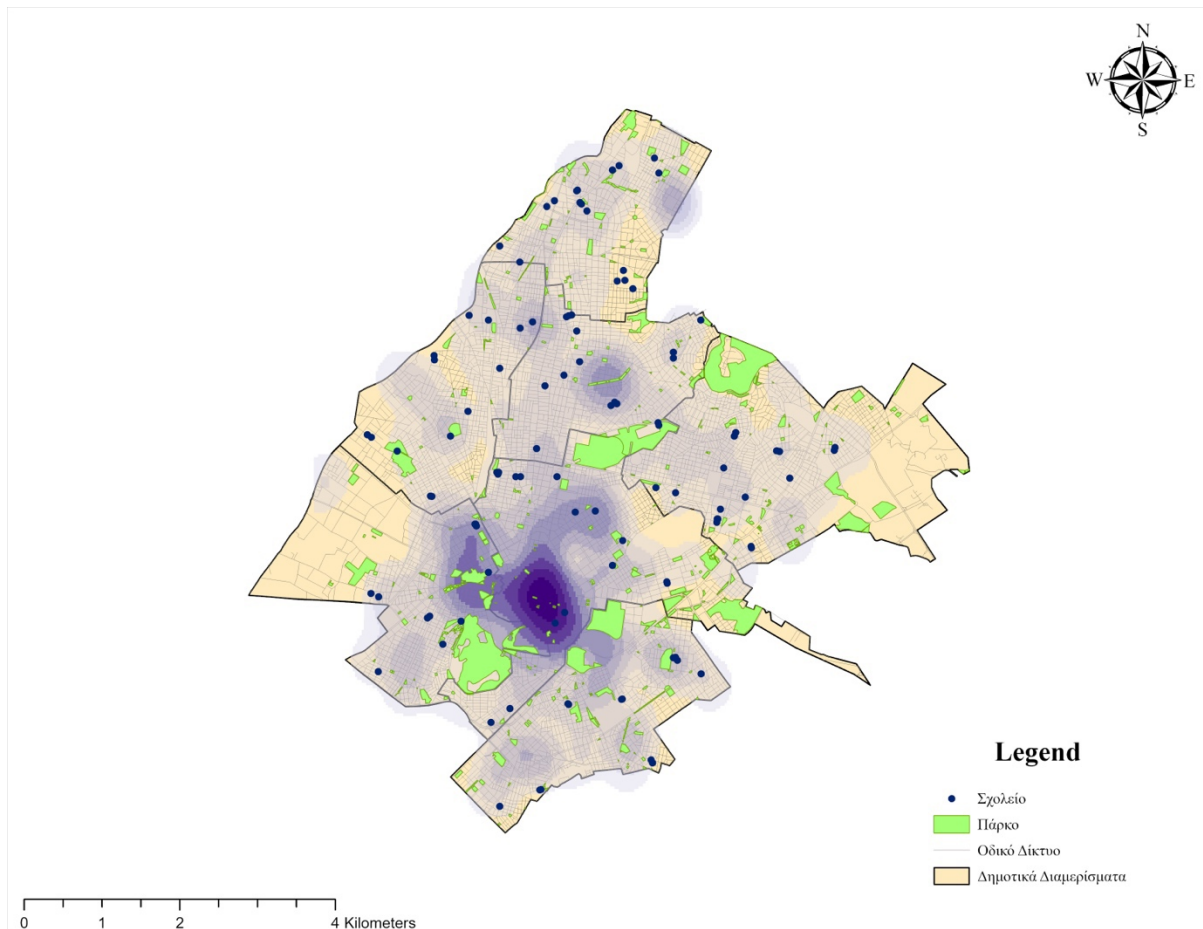 N
W E
S
Legend
Σχολείο
Πάρκο
Οδικό Δίκτυο
Δημοτικά Διαμερίσματα
0 1 2 4 Kilometers